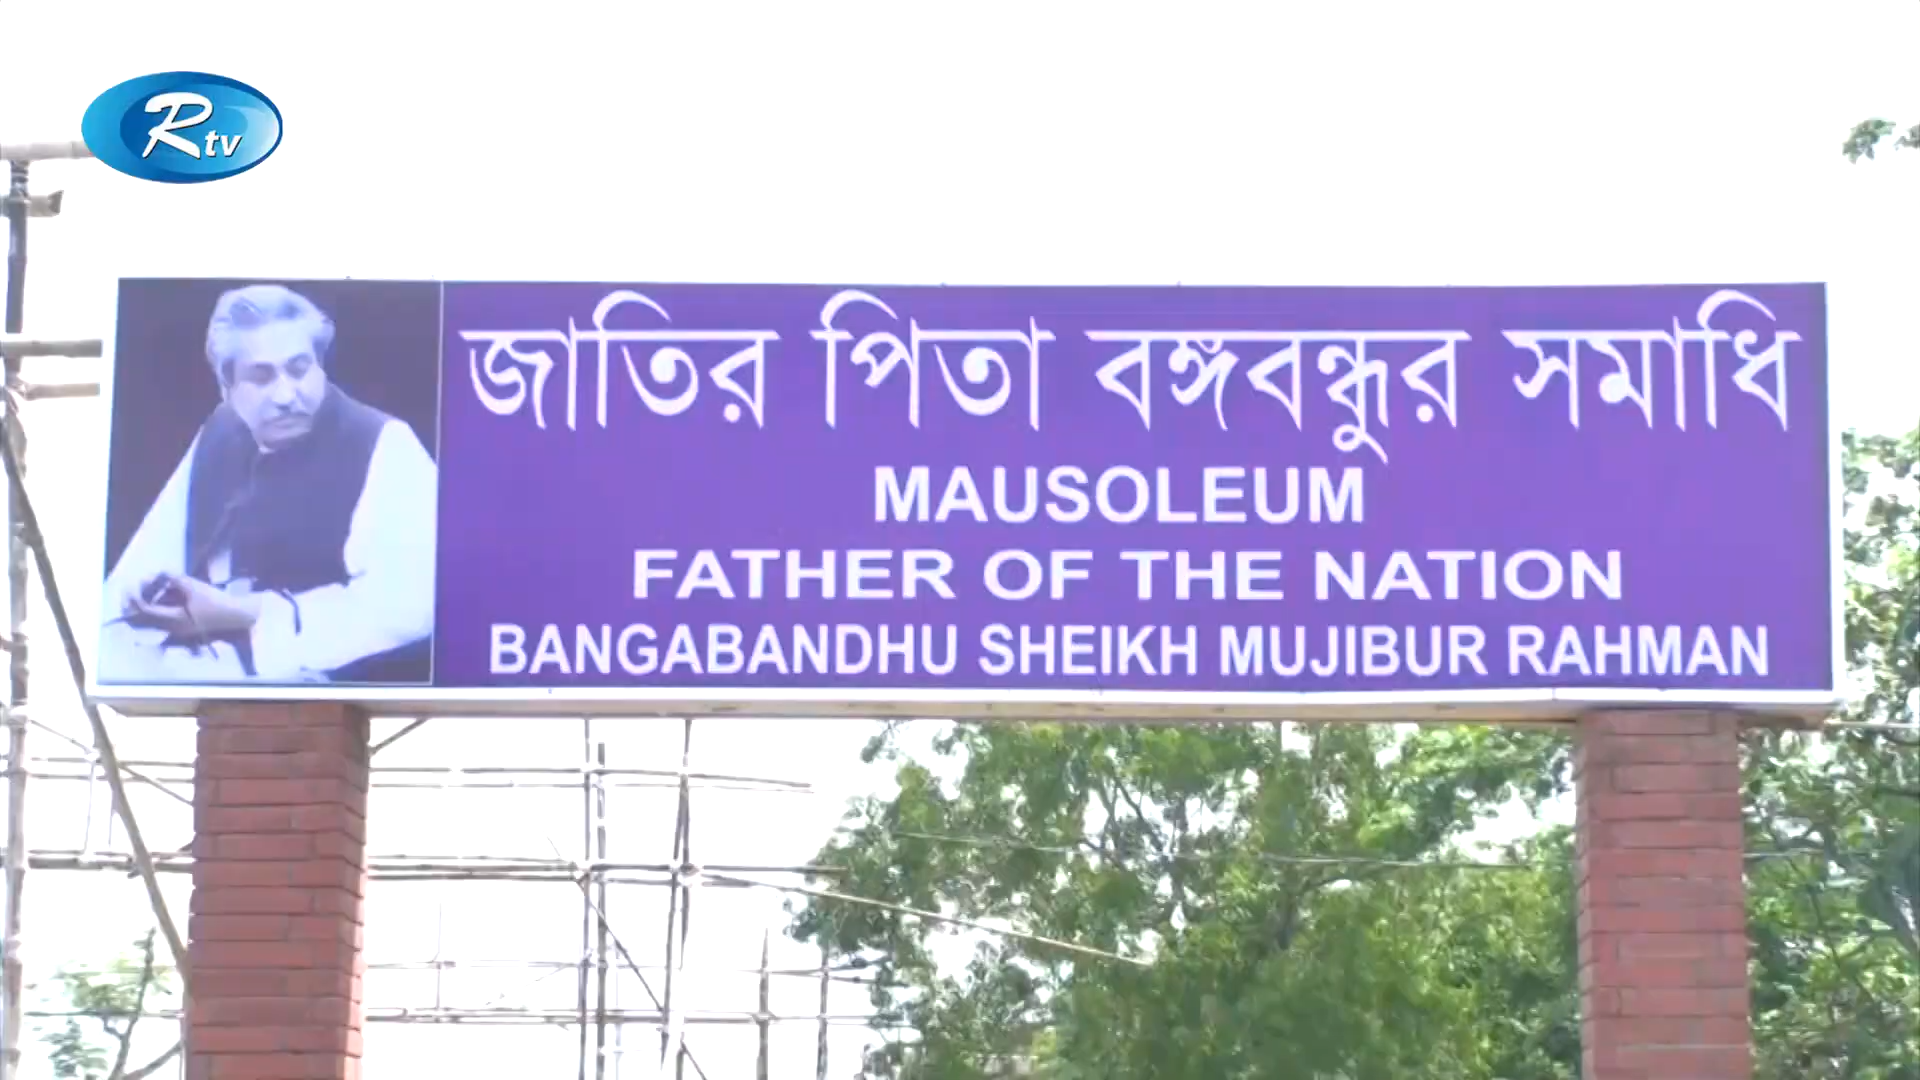 Rtv
জাতির পিতা বঙ্গবন্ধুর সমাধি
MAUSOLEUM
FATHER OF THE NATION
BANGABANDHU SHEIKH MUJIBUR RAHMAN